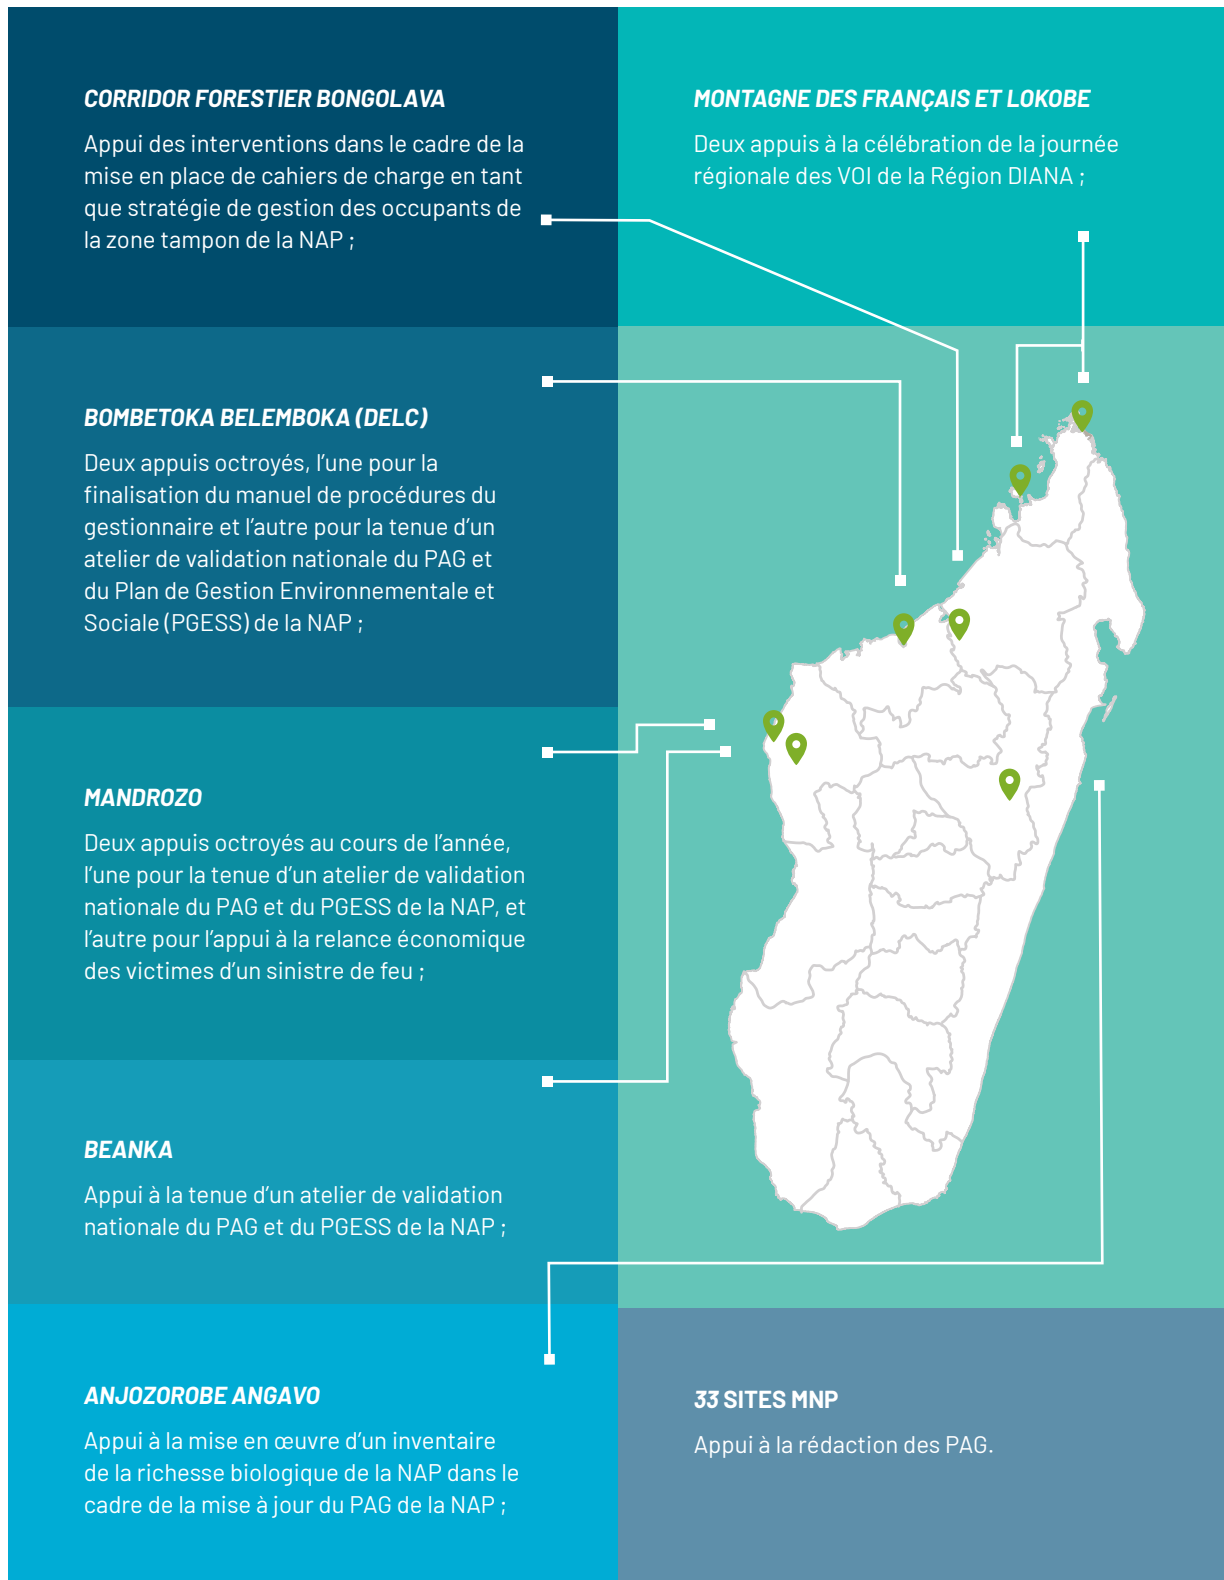 CORRIDOR FORESTIER BONGOLAVA
Appui des interventions dans le cadre de la
mise en place de cahiers de charge en tant
que stratégie de gestion des occupants de
la zone tampon de la NAP ;
MONTAGNE DES FRANÇAIS ET LOKOBE
Deux appuis à la célébration de la journée
régionale des VOI de la Région DIANA ;
BOMBETOKA BELEMBOKA (DELC)
Deux appuis octroyés, l'une pour la
finalisation du manuel de procédures du
gestionnaire et l'autre pour la tenue d'un
atelier de validation nationale du PAG et
du Plan de Gestion Environnementale et
Sociale (PGESS) de la NAP ;
MANDROZO
Deux appuis octroyés au cours de l'année,
l'une pour la tenue d'un atelier de validation
nationale du PAG et du PGESS de la NAP, et
l'autre pour l'appui à la relance économique
des victimes d'un sinistre de feu ;
BEANKA
Appui à la tenue d'un atelier de validation
nationale du PAG et du PGESS de la NAP ;
ANJOZOROBE ANGAVO
Appui à la mise en œuvre d'un inventaire
de la richesse biologique de la NAP dans le
cadre de la mise à jour du PAG de la NAP ;
33 SITES MNP
Appui à la rédaction des PAG.